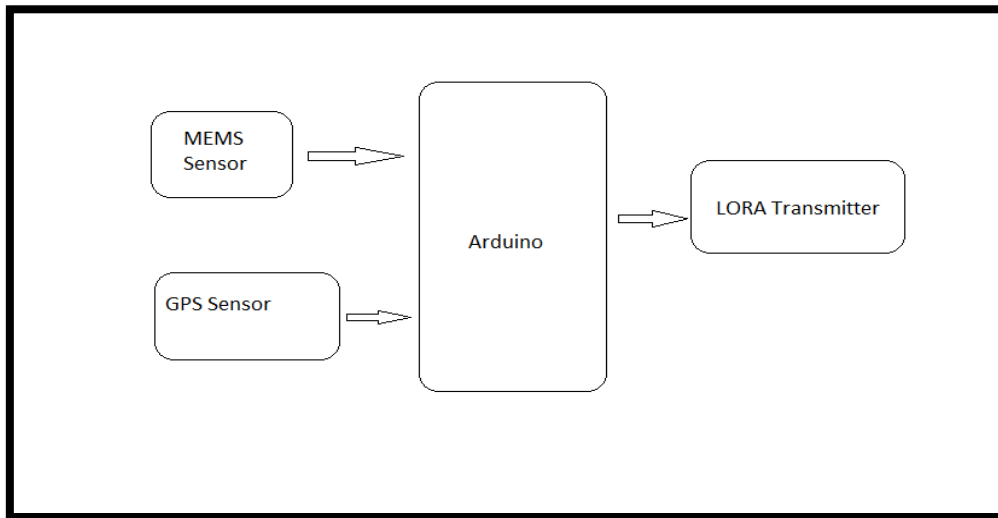 MEMS
Sensor
GPS Sensor
Arduino
LORA Transmitter